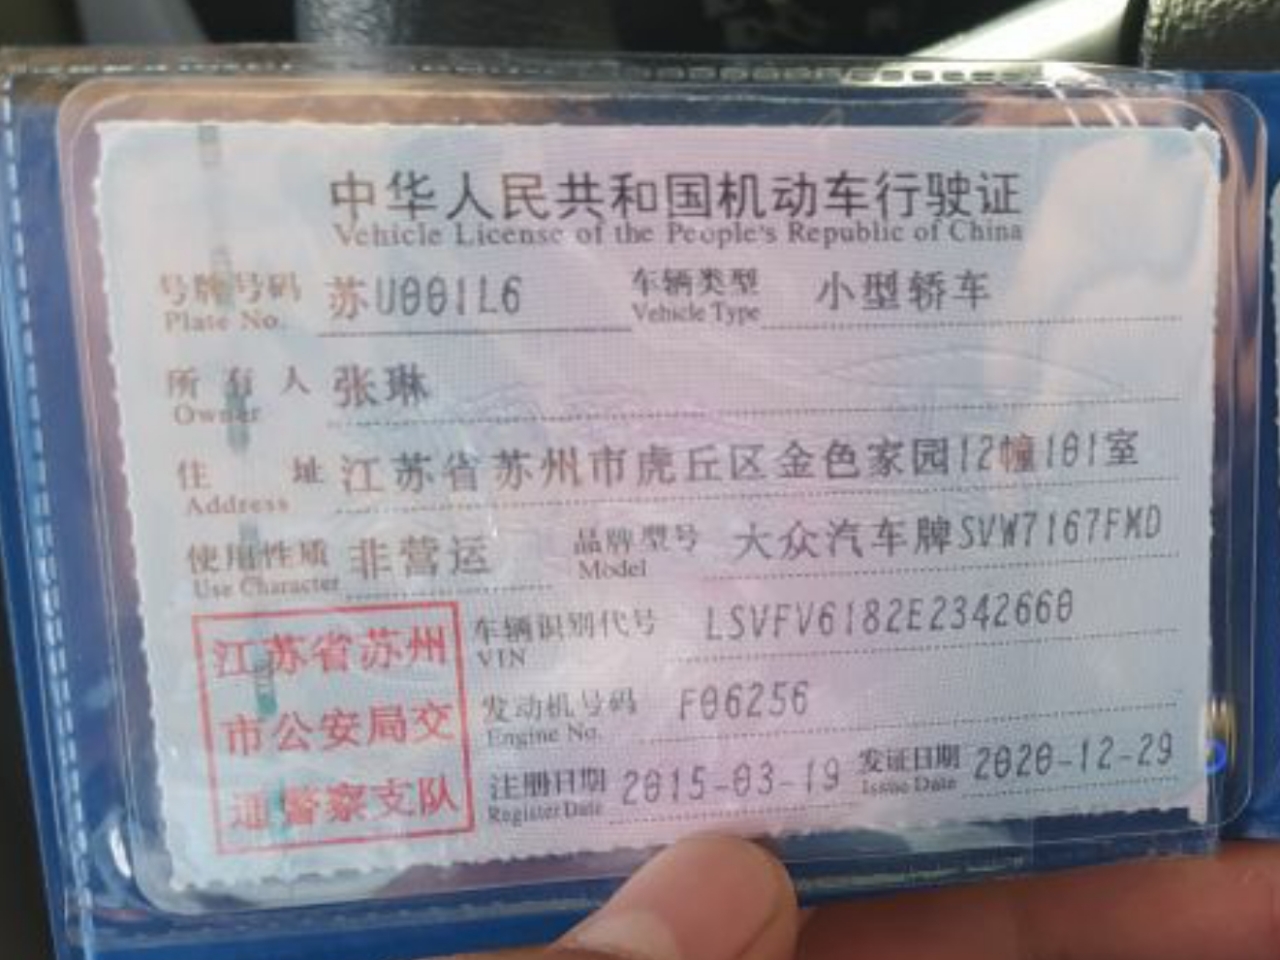 中华人民共和国机动车行驶证
Vehicle License of the People's Republic of China
号牌号码 苏U001L6 车辆类型 小型轿车
Plate No. Vehicle Type
所有人 张琳
Owner
住址 江苏省苏州市虎丘区金色家园12幢101室
Address
使用性质 非营运 品牌型号 大众汽车牌SVW7167FMD
Use Character Model
江苏省苏州
市公安局交
通警察支队
车辆识别代号 LSVFV6182E2342660
VIN
发动机号码 F06256
Engine No.
注册日期 2015-03-19 发证日期 2020-12-29
Register Date Issue Date